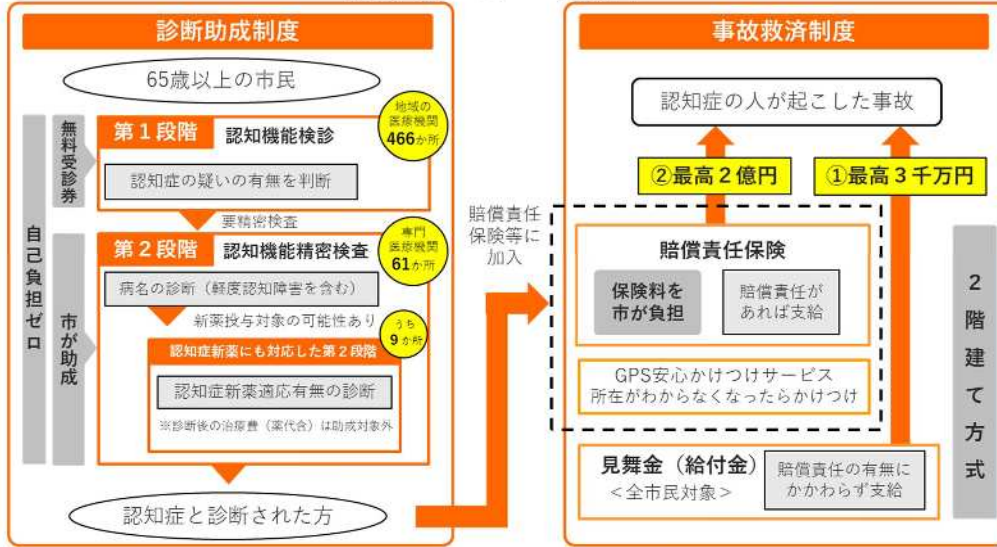 診断助成制度
65歳以上の市民
無料受診券
自己負担ゼロ
市が助成
第1段階 認知機能検診
地域の
医療機関
466か所
認知症の疑いの有無を判断
要精密検査
第2段階 認知機能精密検査
専門
医療機関
61か所
病名の診断（軽度認知障害を含む）
新薬投与対象の可能性あり
うち
9か所
認知症新薬にも対応した第2段階
認知症新薬適応有無の診断
※診断後の治療費（薬代含）は助成対象外
認知症と診断された方
賠償責任
保険等に
加入
事故救済制度
認知症の人が起こした事故
②最高2億円
①最高3千万円
賠償責任保険
保険料を
市が負担
賠償責任が
あれば支給
GPS安心かけつけサービス
所在がわからなくなったらかけつけ
見舞金（給付金）
＜全市民対象＞
賠償責任の有無に
かかわらず支給
2階建て方式